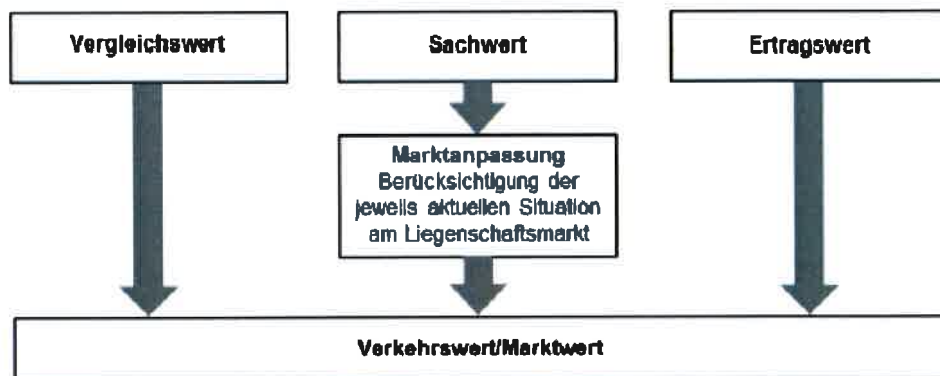 Vergleichswert
Sachwert
Ertragswert
Marktanpassung
Berücksichtigung der
jeweils aktuellen Situation
am Liegenschaftsmarkt
Verkehrswert/Marktwert